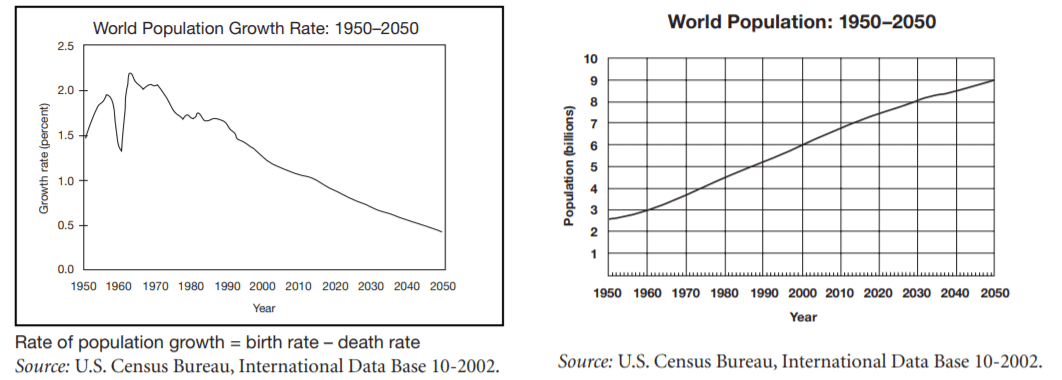 World Population Growth Rate: 1950–2050
2.5
2.0
1.5
1.0
0.5
0.0
Growth rate (percent)
1950 1960 1970 1980 1990 2000 2010 2020 2030 2040 2050
Year
Rate of population growth = birth rate – death rate
Source: U.S. Census Bureau, International Data Base 10-2002.
World Population: 1950–2050
10
9
8
7
6
5
4
3
2
1
Population (billions)
1950 1960 1970 1980 1990 2000 2010 2020 2030 2040 2050
Year
Source: U.S. Census Bureau, International Data Base 10-2002.